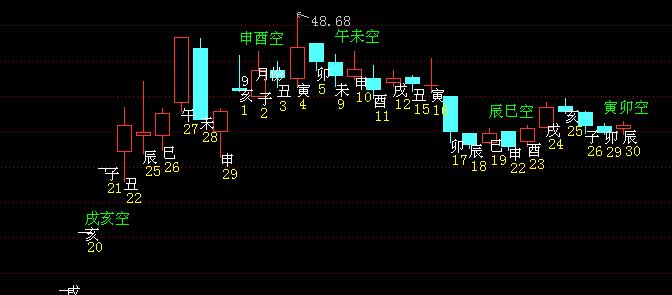 48.68
申酉空
午未空
9月份
亥
1
子
2
丑
3
寅
4
卯
5
未
9
申
10
酉
11
戌
12
丑
15
寅
16
辰巳空
寅卯空
午
27
未
28
辰
25
巳
26
申
29
卯
17
辰
18
巳
19
申
22
酉
23
戌
24
亥
25
子
26
卯
29
辰
30
子
21
丑
22
戌亥空
亥
20
戌